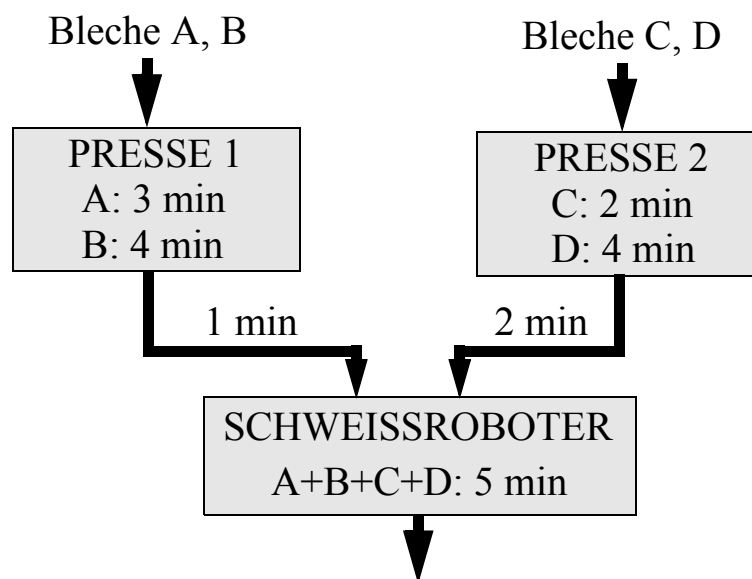 Bleche A, B
Bleche C, D
PRESSE 1
A: 3 min
B: 4 min
PRESSE 2
C: 2 min
D: 4 min
1 min
2 min
SCHWEISSROBOTER
A+B+C+D: 5 min